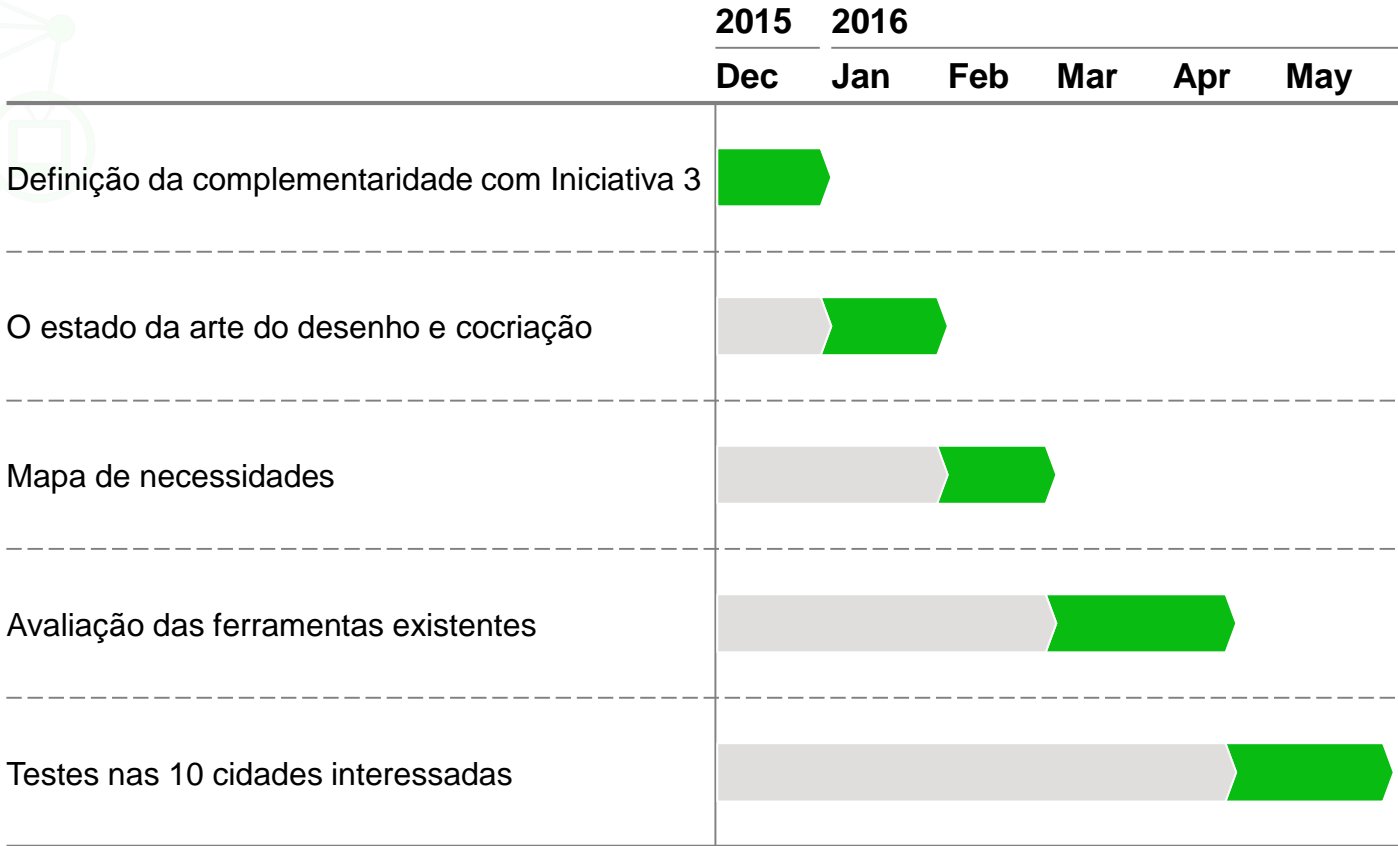 2015 2016
Dec Jan Feb Mar Apr May
Definição da complementaridade com Iniciativa 3
O estado da arte do desenho e cocriação
Mapa de necessidades
Avaliação das ferramentas existentes
Testes nas 10 cidades interessadas